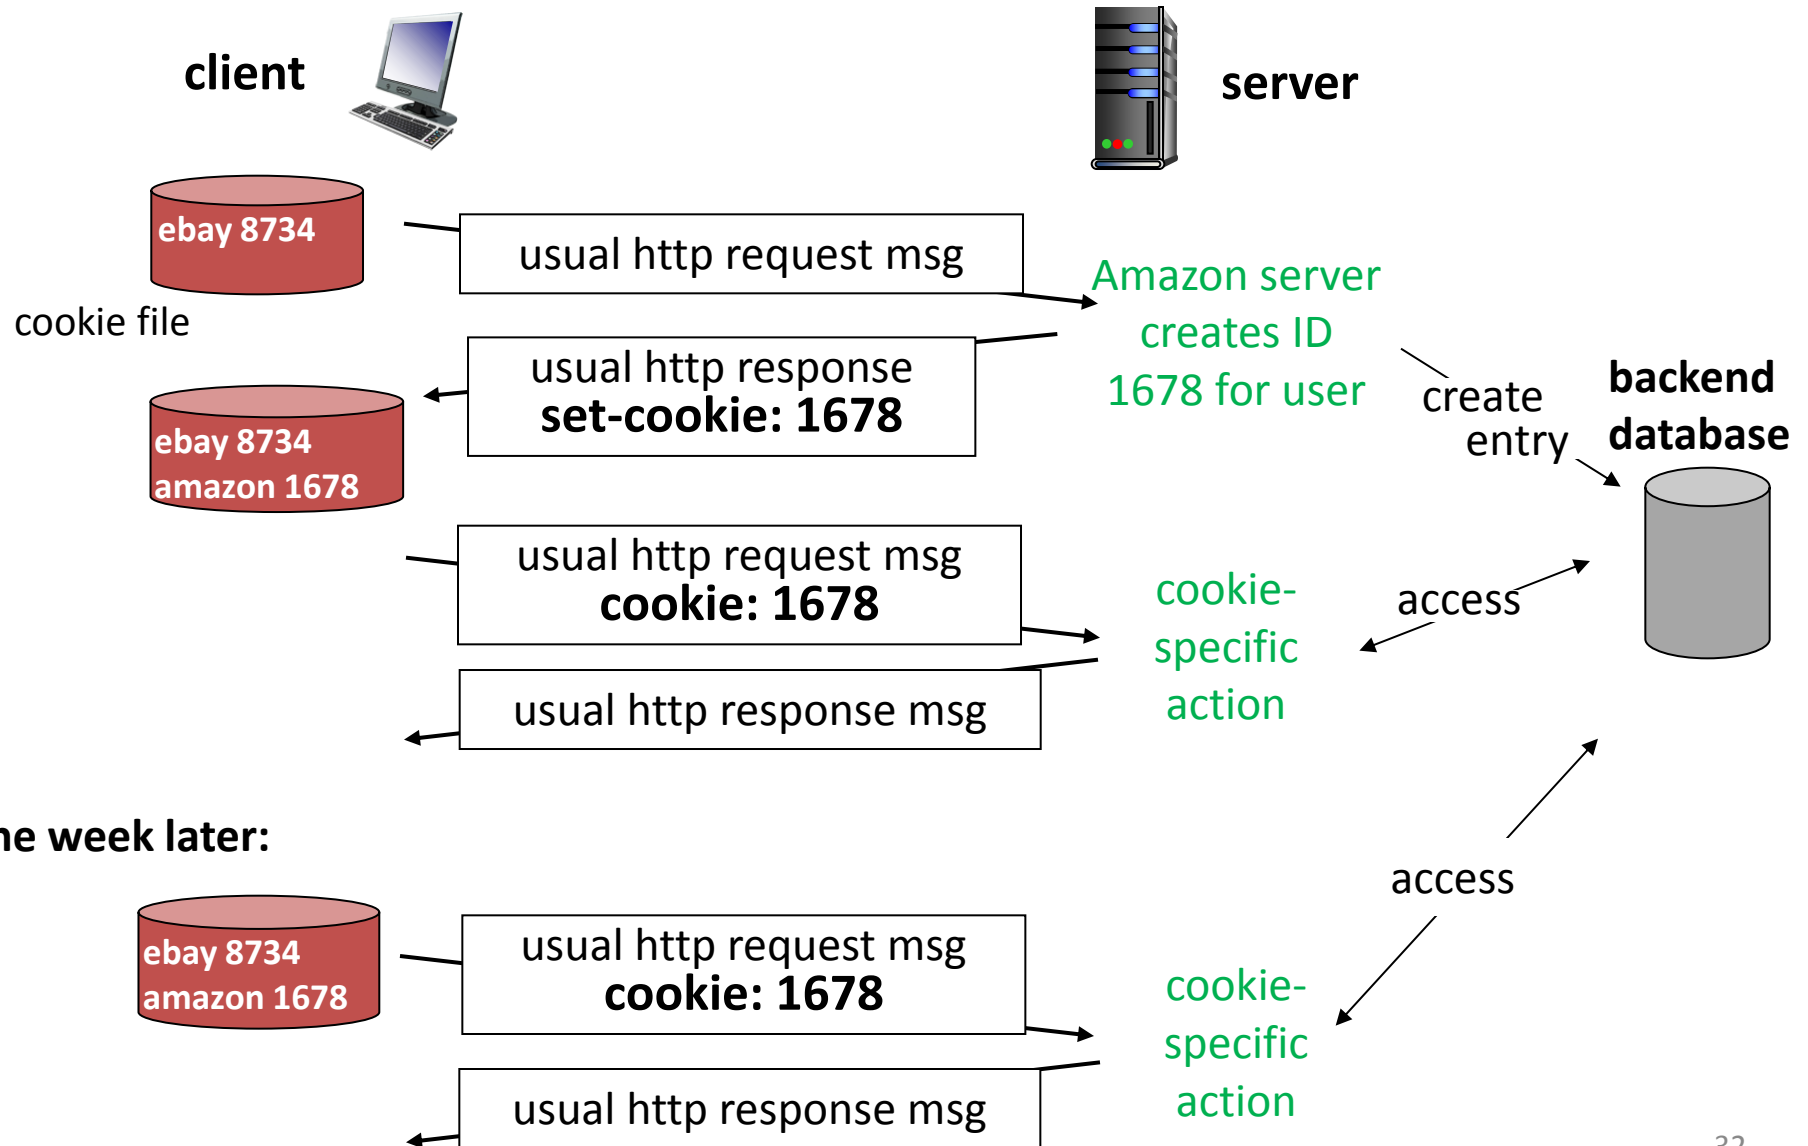 client
server
ebay 8734
usual http request msg
Amazon server
creates ID
1678 for user
cookie file
usual http response
set-cookie: 1678
create
entry
backend
database
ebay 8734
amazon 1678
usual http request msg
cookie: 1678
cookie-
specific
action
access
usual http response msg
ne week later:
access
ebay 8734
amazon 1678
usual http request msg
cookie: 1678
cookie-
specific
action
usual http response msg
32